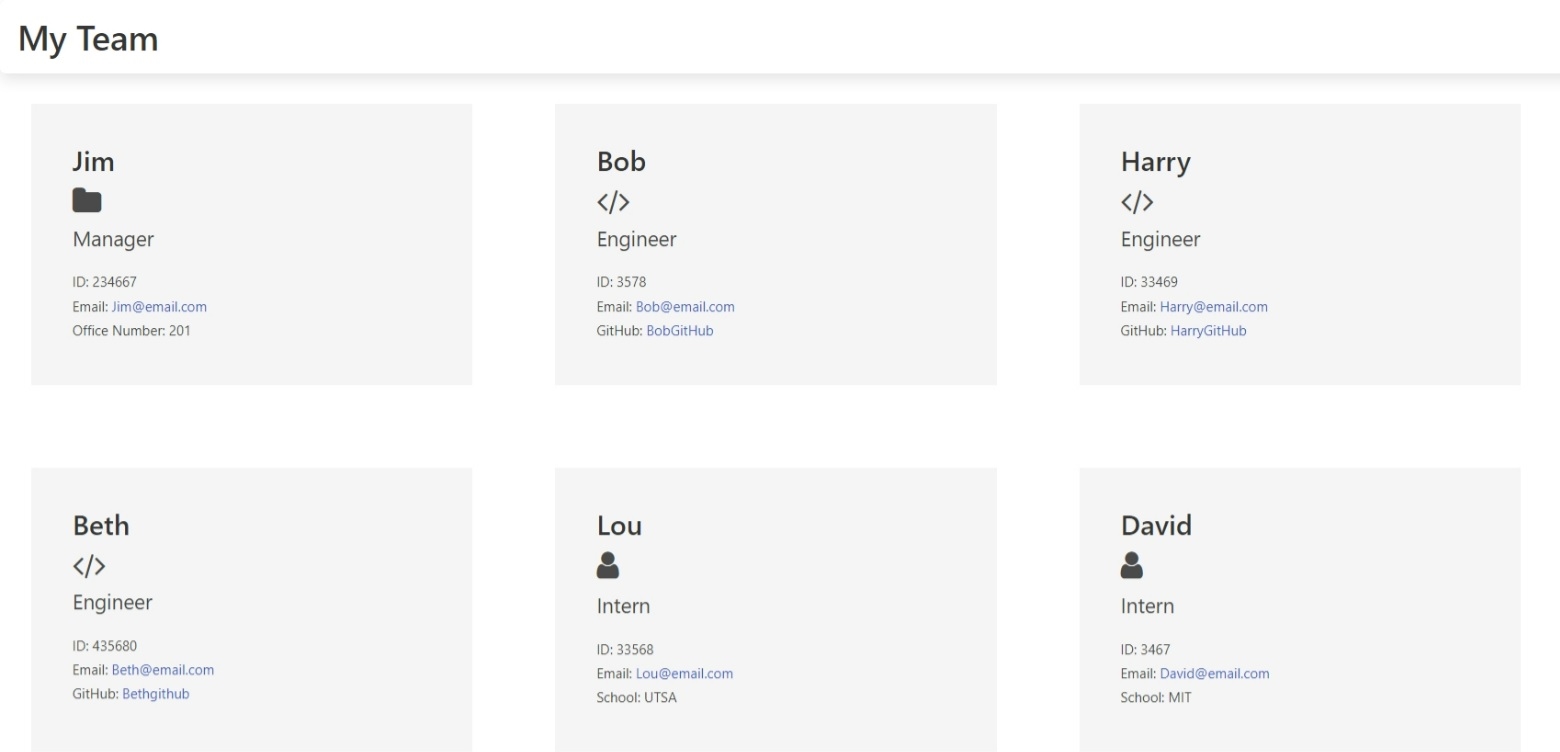 My Team
Jim
Manager
ID: 234667
Email: Jim@email.com
Office Number: 201
Bob
</>
Engineer
ID: 3578
Email: Bob@email.com
GitHub: BobGitHub
Harry
</>
Engineer
ID: 33469
Email: Harry@email.com
GitHub: HarryGitHub
Beth
</>
Engineer
ID: 435680
Email: Beth@email.com
GitHub: Bethgithub
Lou
Intern
ID: 33568
Email: Lou@email.com
School: UTSA
David
Intern
ID: 3467
Email: David@email.com
School: MIT